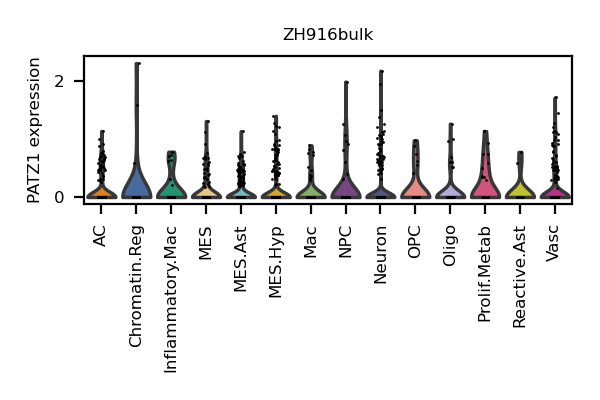 ZH916bulk
PATZ1 expression
2
0
AC
Chromatin.Reg
Inflammatory.Mac
MES
MES.Ast
MES.Hyp
Mac
NPC
Neuron
OPC
Oligo
Prolif.Metab
Reactive.Ast
Vasc